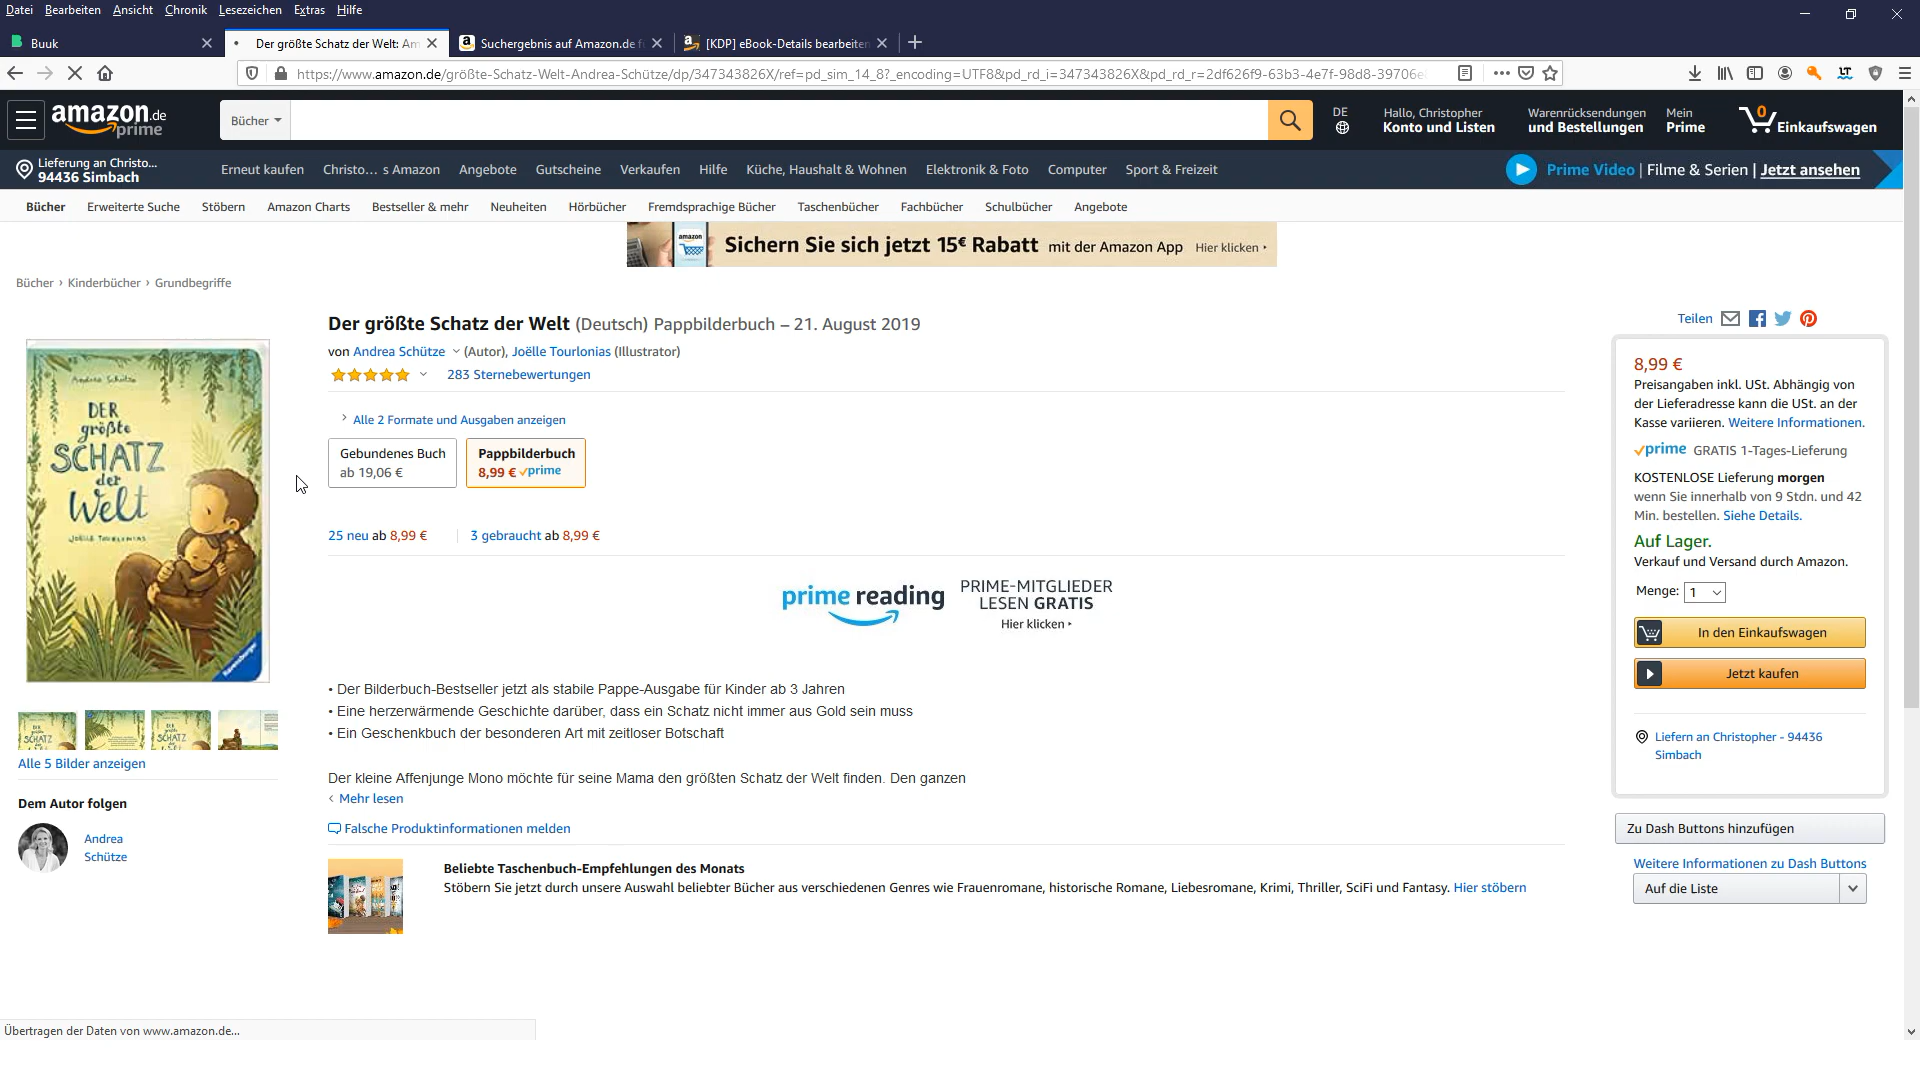 Datei Bearbeiten Ansicht Chronik Lesezeichen Extras Hilfe
Buuk
Der größte Schatz der Welt: Am
Suchergebnis auf Amazon.de f
[KDP] eBook-Details bearbeiten
https://www.amazon.de/größte-Schatz-Welt-Andrea-Schütze/dp/347343826X/ref=pd_sim_14_8?_encoding=UTF8&pd_rd_i=347343826X&pd_rd_r=2df626f9-63b3-4e7f-98d8-39706e
amazon.de
prime
Bücher
DE
Hallo, Christopher
Konto und Listen
Warenrücksendungen
und Bestellungen
Mein
Prime
0
Einkaufswagen
Lieferung an Christo...
94436 Simbach
Erneut kaufen Christo... s Amazon Angebote Gutscheine Verkaufen Hilfe Küche, Haushalt & Wohnen Elektronik & Foto Computer Sport & Freizeit
Prime Video | Filme & Serien | Jetzt ansehen
Bücher Erweiterte Suche Stöbern Amazon Charts Bestseller & mehr Neuheiten Hörbücher Fremdsprachige Bücher Taschenbücher Fachbücher Schulbücher Angebote
amazon
Sichern Sie sich jetzt 15€ Rabatt mit der Amazon App Hier klicken ›
Bücher › Kinderbücher › Grundbegriffe
Andrea Schütze
DER
größte
SCHATZ
der
Welt
JOËLLE TOURLONIAS
Ravensburger
Alle 5 Bilder anzeigen
Dem Autor folgen
Andrea
Schütze
Der größte Schatz der Welt (Deutsch) Pappbilderbuch – 21. August 2019
von Andrea Schütze (Autor), Joëlle Tourlonias (Illustrator)
283 Sternebewertungen
› Alle 2 Formate und Ausgaben anzeigen
Gebundenes Buch
ab 19,06 €
Pappbilderbuch
8,99 € prime
25 neu ab 8,99 €
3 gebraucht ab 8,99 €
prime reading
PRIME-MITGLIEDER
LESEN GRATIS
Hier klicken ›
• Der Bilderbuch-Bestseller jetzt als stabile Pappe-Ausgabe für Kinder ab 3 Jahren
• Eine herzerwärmende Geschichte darüber, dass ein Schatz nicht immer aus Gold sein muss
• Ein Geschenkbuch der besonderen Art mit zeitloser Botschaft
Der kleine Affenjunge Mono möchte für seine Mama den größten Schatz der Welt finden. Den ganzen
‹ Mehr lesen
Falsche Produktinformationen melden
Beliebte Taschenbuch-Empfehlungen des Monats
Stöbern Sie jetzt durch unsere Auswahl beliebter Bücher aus verschiedenen Genres wie Frauenromane, historische Romane, Liebesromane, Krimi, Thriller, SciFi und Fantasy. Hier stöbern
Teilen
8,99 €
Preisangaben inkl. USt. Abhängig von
der Lieferadresse kann die USt. an der
Kasse variieren. Weitere Informationen.
prime GRATIS 1-Tages-Lieferung
KOSTENLOSE Lieferung morgen
wenn Sie innerhalb von 9 Stdn. und 42
Min. bestellen. Siehe Details.
Auf Lager.
Verkauf und Versand durch Amazon.
Menge: 1
In den Einkaufswagen
Jetzt kaufen
Liefern an Christopher - 94436
Simbach
Zu Dash Buttons hinzufügen
Weitere Informationen zu Dash Buttons
Auf die Liste
Übertragen der Daten von www.amazon.de...